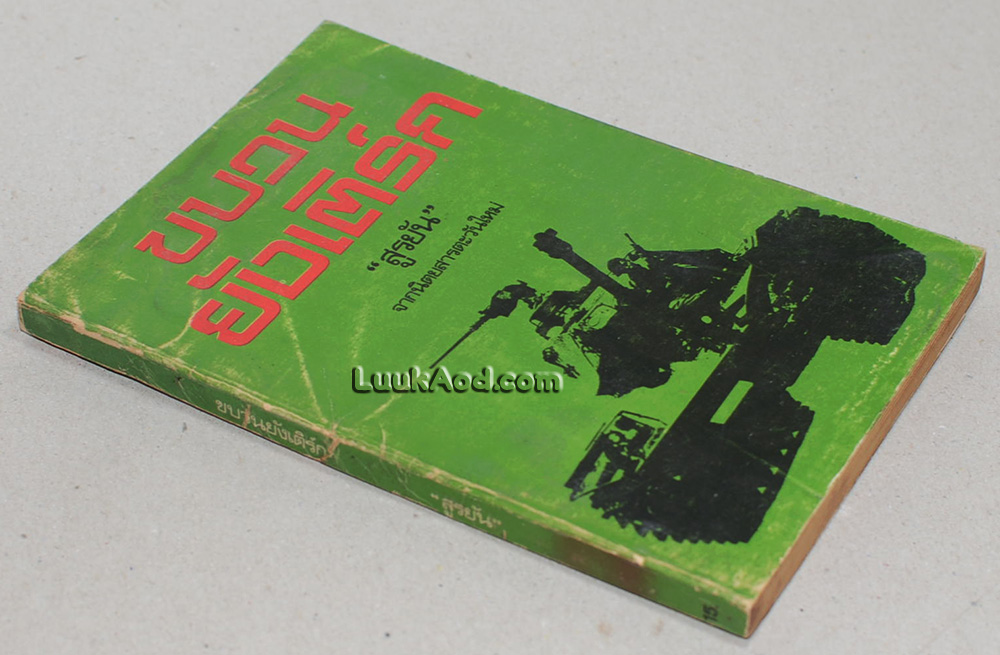 ขบวน
ยังเติร์ค
“สูรยัน”
จากนิตยสารตะวันใหม่
LuukAod.com
ขบวนยังเติร์ก
“สูรยัน”
15.